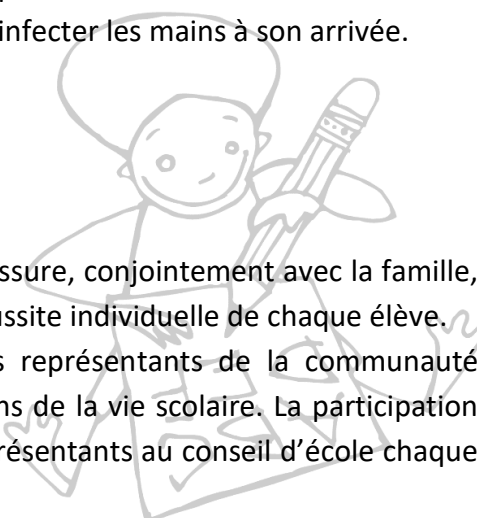 infecter les mains à son arrivée.
ssure, conjointement avec la famille,
ussite individuelle de chaque élève.
s représentants de la communauté
ns de la vie scolaire. La participation
résentants au conseil d’école chaque